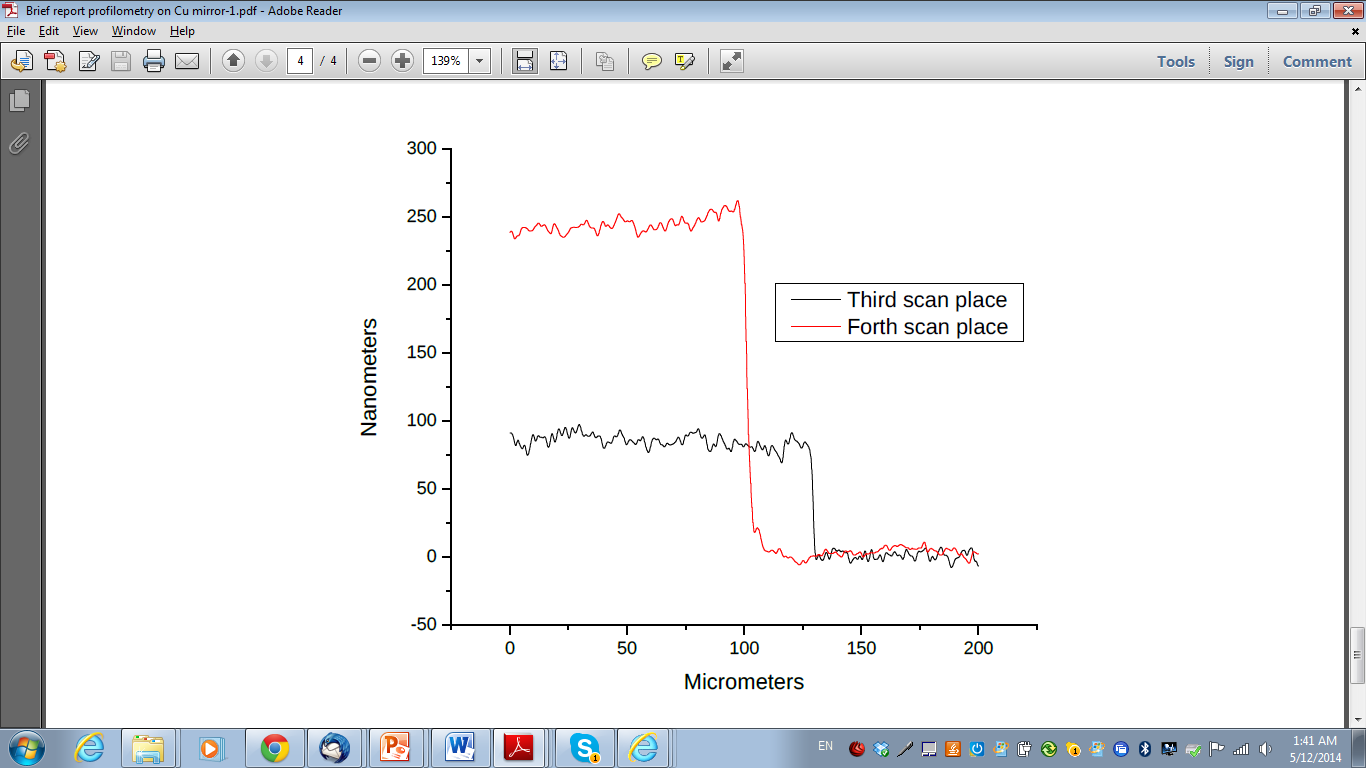 Brief report profilometry on Cu mirror-1.pdf - Adobe Reader
File Edit View Window Help
4 / 4 139% Tools Sign Comment
300
250
200
150
100
50
0
-50
Nanometers
Third scan place
Forth scan place
0 50 100 150 200
Micrometers
EN
1:41 AM
5/12/2014